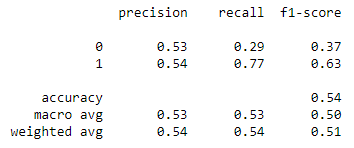 precision recall f1-score
0 0.53 0.29 0.37
1 0.54 0.77 0.63
accuracy 0.54
macro avg 0.53 0.53 0.50
weighted avg 0.54 0.54 0.51